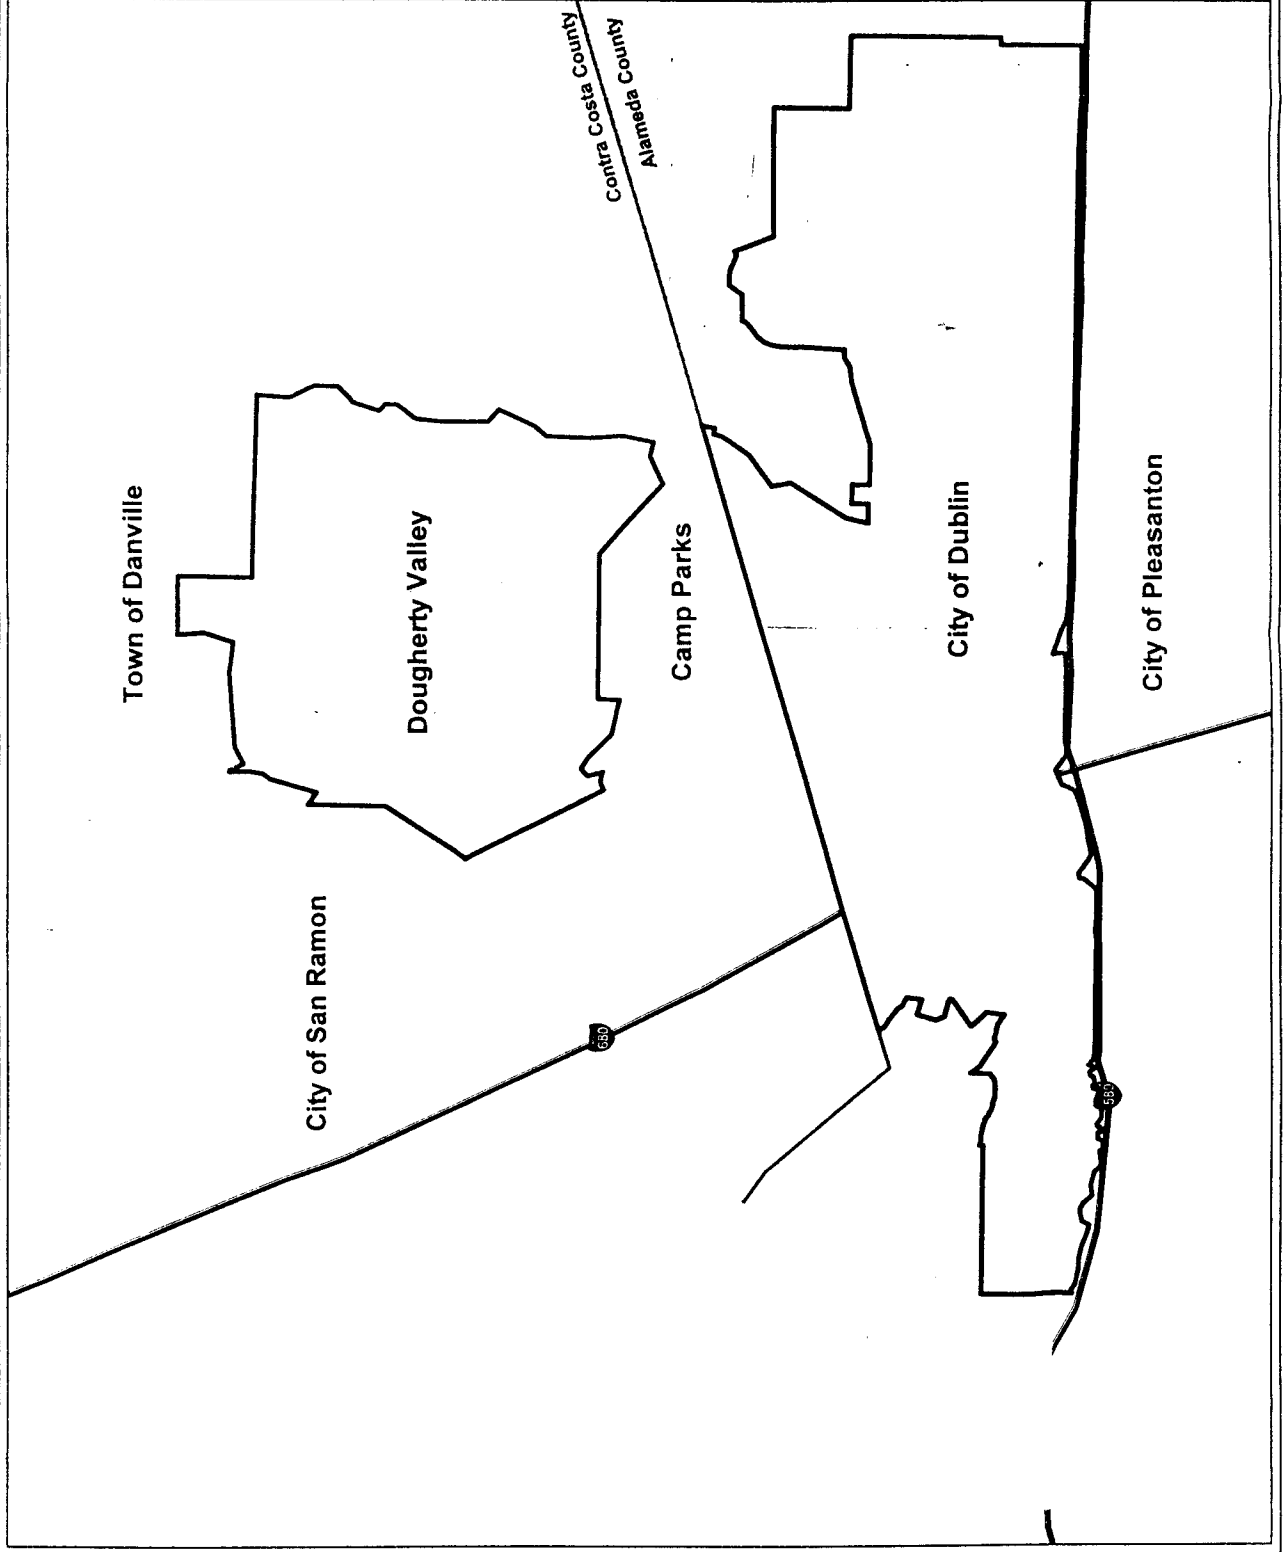 Town of Danville
Dougherty Valley
City of San Ramon
Camp Parks
Contra Costa County
Alameda County
City of Dublin
City of Pleasanton
680
580